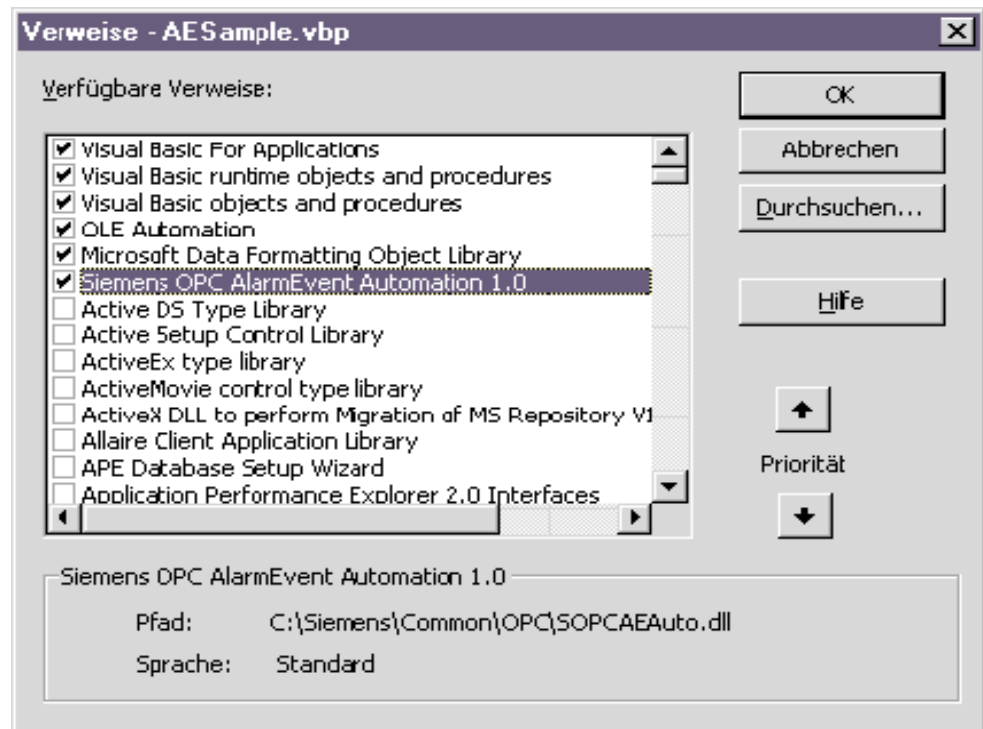 Verweise - AESample.vbp
Verfügbare Verweise:
OK
Visual Basic For Applications
Abbrechen
Visual Basic runtime objects and procedures
Visual Basic objects and procedures
Durchsuchen...
OLE Automation
Microsoft Data Formatting Object Library
Siemens OPC AlarmEvent Automation 1.0
Hilfe
Active DS Type Library
Active Setup Control Library
ActiveEx type library
ActiveMovie control type library
ActiveX DLL to perform Migration of MS Repository V1
Allaire Client Application Library
APE Database Setup Wizard
Priorität
Application Performance Explorer 2.0 Interfaces
Siemens OPC AlarmEvent Automation 1.0
Pfad: C:\Siemens\Common\OPC\SOPCAEAuto.dll
Sprache: Standard